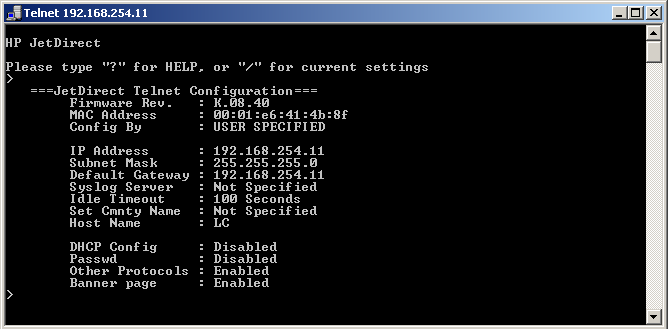 Telnet 192.168.254.11
HP JetDirect
Please type "?" for HELP, or "/" for current settings
>
===JetDirect Telnet Configuration===
Firmware Rev. : K.08.40
MAC Address : 00:01:e6:41:4b:8f
Config By : USER SPECIFIED
IP Address : 192.168.254.11
Subnet Mask : 255.255.255.0
Default Gateway : 192.168.254.11
Syslog Server : Not Specified
Idle Timeout : 100 Seconds
Set Cmnty Name : Not Specified
Host Name : LC
DHCP Config : Disabled
Passwd : Disabled
Other Protocols : Enabled
Banner page : Enabled
>